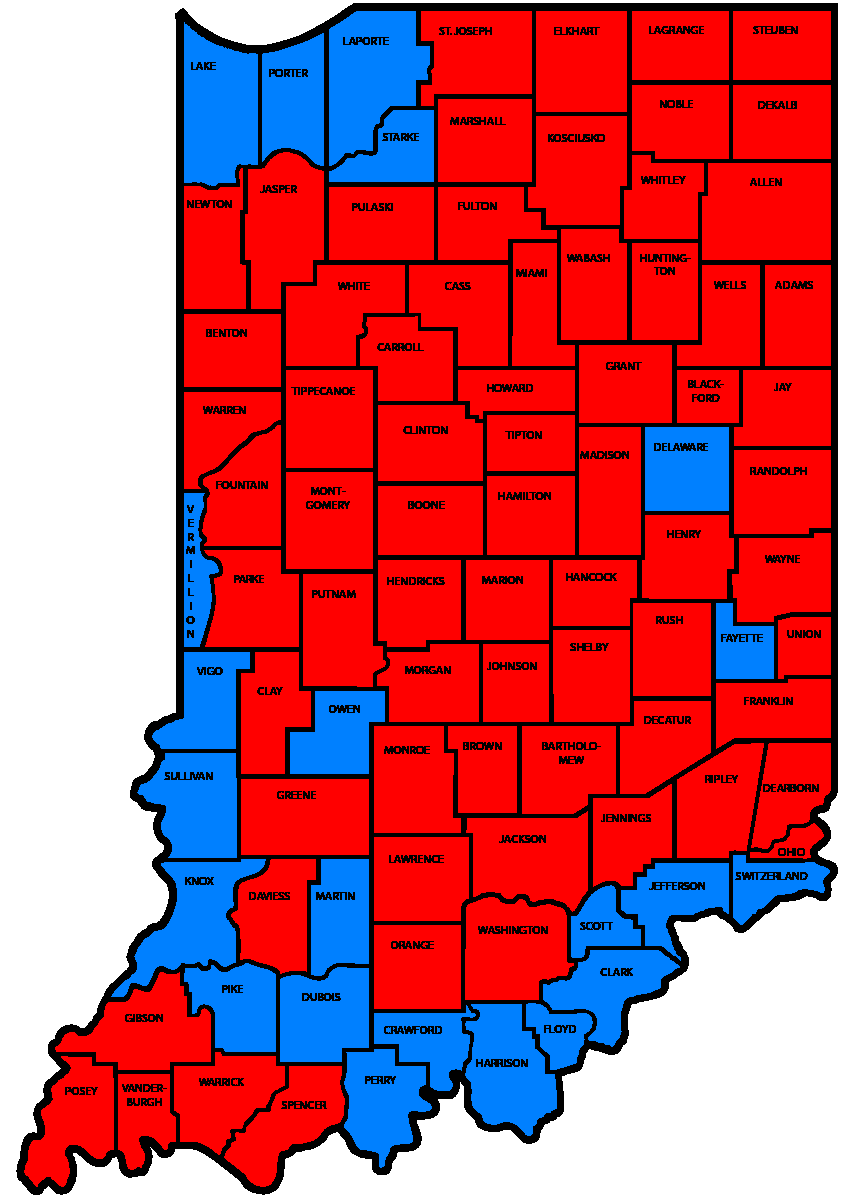 ST. JOSEPH
ELKHART
LAGRANGE
STEUBEN
LAKE
PORTER
LAPORTE
NOBLE
DEKALB
MARSHALL
STARKE
KOSCIUSKO
WHITLEY
ALLEN
NEWTON
JASPER
PULASKI
FULTON
WABASH
HUNTING-
TON
MIAMI
WHITE
CASS
WELLS
ADAMS
BENTON
CARROLL
GRANT
TIPPECANOE
HOWARD
BLACK-
FORD
JAY
WARREN
CLINTON
TIPTON
MADISON
DELAWARE
RANDOLPH
FOUNTAIN
MONT-
GOMERY
BOONE
HAMILTON
HENRY
WAYNE
VERMILLION
PARKE
PUTNAM
HENDRICKS
MARION
HANCOCK
RUSH
FAYETTE
UNION
VIGO
CLAY
OWEN
MORGAN
JOHNSON
SHELBY
FRANKLIN
DECATUR
SULLIVAN
GREENE
MONROE
BROWN
BARTHOLO-
MEW
RIPLEY
DEARBORN
JENNINGS
JACKSON
OHIO
LAWRENCE
KNOX
DAVIESS
MARTIN
JEFFERSON
SWITZERLAND
SCOTT
WASHINGTON
ORANGE
CLARK
PIKE
DUBOIS
GIBSON
CRAWFORD
FLOYD
HARRISON
PERRY
POSEY
VANDER-
BURGH
WARRICK
SPENCER